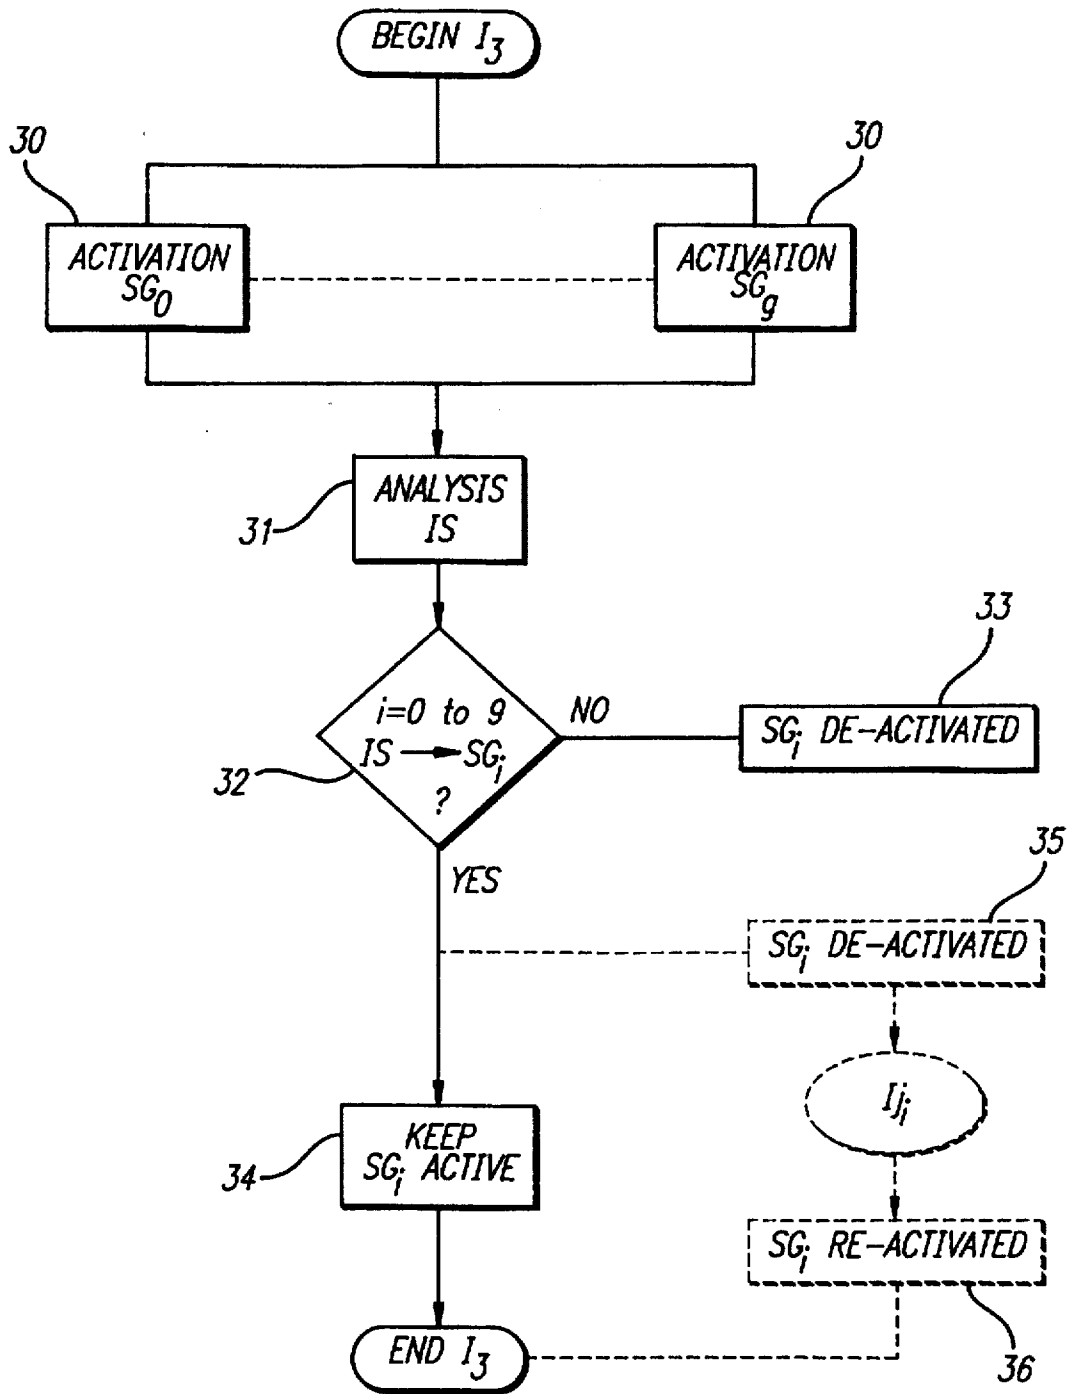 BEGIN I3
30
30
ACTIVATION
SG0
ACTIVATION
SGg
ANALYSIS
IS
31
33
i=0 to 9
IS → SGi
?
NO
SGi DE-ACTIVATED
32
YES
35
SGi DE-ACTIVATED
Iji
KEEP
SGi ACTIVE
34
SGi RE-ACTIVATED
END I3
36